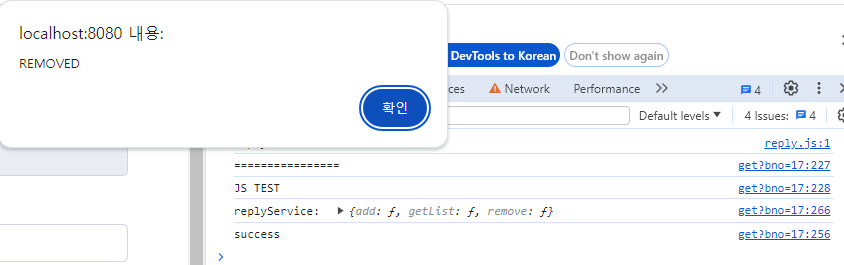 localhost:8080 내용:
REMOVED
확인
DevTools to Korean
Don't show again
Network
Performance
4
Default levels
4 Issues:
4
reply.js:1
================
get?bno=17:227
JS TEST
get?bno=17:228
replyService: {add: ƒ, getList: ƒ, remove: ƒ}
get?bno=17:266
success
get?bno=17:256